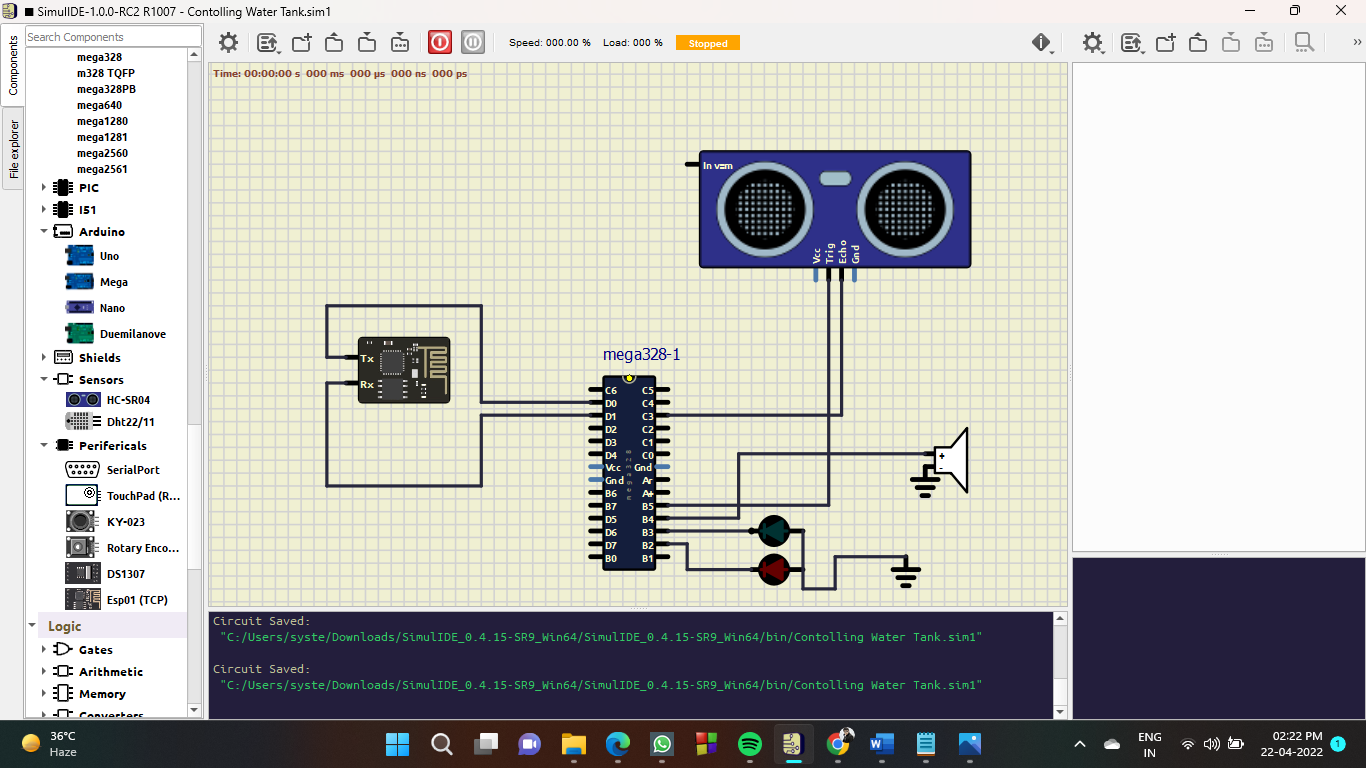 SimulIDE-1.0.0-RC2 R1007 - Contolling Water Tank.sim1
Components
File explorer
Search Components
mega328
m328 TQFP
mega328PB
mega640
mega1280
mega1281
mega2560
mega2561
PIC
I51
Arduino
Uno
Mega
Nano
Duemilanove
Shields
Sensors
HC-SR04
Dht22/11
Perifericals
SerialPort
TouchPad (R...
KY-023
Rotary Enco...
DS1307
Esp01 (TCP)
Logic
Gates
Arithmetic
Memory
Converters
Speed: 000.00 % Load: 000 % Stopped
»
Time: 00:00:00 s 000 ms 000 µs 000 ns 000 ps
In v=m
Vcc
Trig
Echo
Gnd
Tx
Rx
mega328-1
C6 C5
D0 C4
D1 C3
D2 C2
D3 C1
D4 C0
Vcc Gnd
Gnd Ar
B6 A+
B7 B5
D5 B4
D6 B3
D7 B2
B0 B1
mega328
+
-
Circuit Saved:
"C:/Users/syste/Downloads/SimulIDE_0.4.15-SR9_Win64/SimulIDE_0.4.15-SR9_Win64/bin/Contolling Water Tank.sim1"
Circuit Saved:
"C:/Users/syste/Downloads/SimulIDE_0.4.15-SR9_Win64/SimulIDE_0.4.15-SR9_Win64/bin/Contolling Water Tank.sim1"
36°C
Haze
ENG
IN
02:22 PM
22-04-2022
1